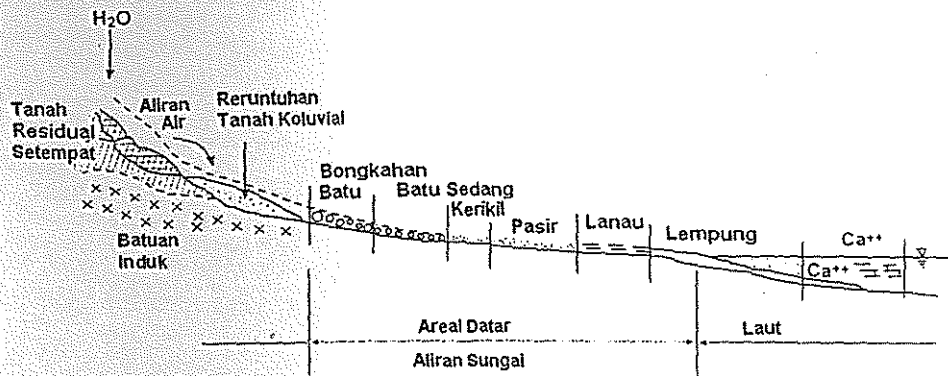 H₂O
Tanah
Residual
Setempat
Aliran
Air
Reruntuhan
Tanah Koluvial
Batuan
Induk
Bongkahan
Batu
Batu Sedang
Kerikil
Pasir
Lanau
Lempung
Ca⁺⁺
Ca⁺⁺
Areal Datar
Aliran Sungai
Laut